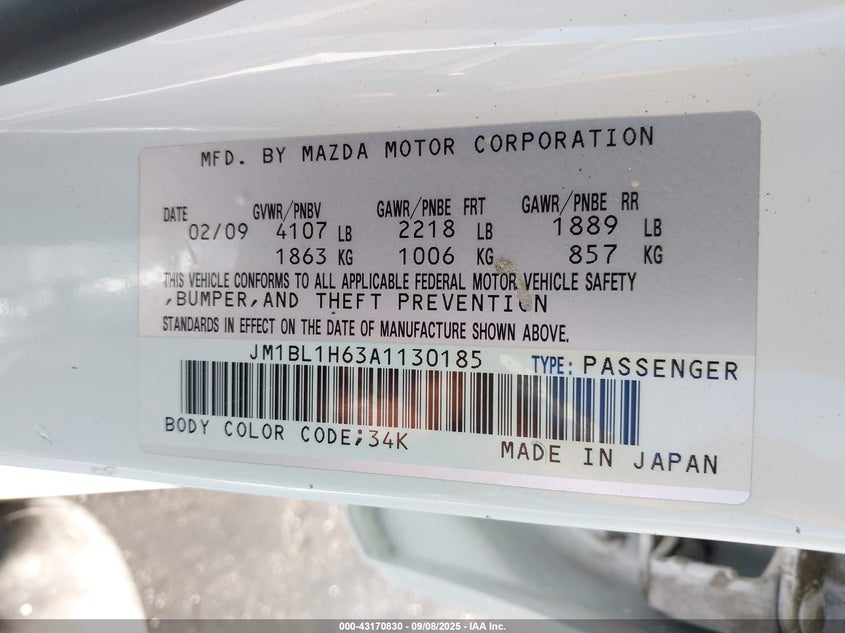 MFD. BY MAZDA MOTOR CORPORATION
DATE GVWR/PNBV GAWR/PNBE FRT GAWR/PNBE RR
02/09 4107 LB 2218 LB 1889 LB
1863 KG 1006 KG 857 KG
THIS VEHICLE CONFORMS TO ALL APPLICABLE FEDERAL MOTOR VEHICLE SAFETY
,BUMPER,AND THEFT PREVENTION
STANDARDS IN EFFECT ON THE DATE OF MANUFACTURE SHOWN ABOVE.
JM1BL1H63A1130185 TYPE: PASSENGER
BODY COLOR CODE;34K
MADE IN JAPAN
000-43170830 - 09/08/2025 - IAA Inc.